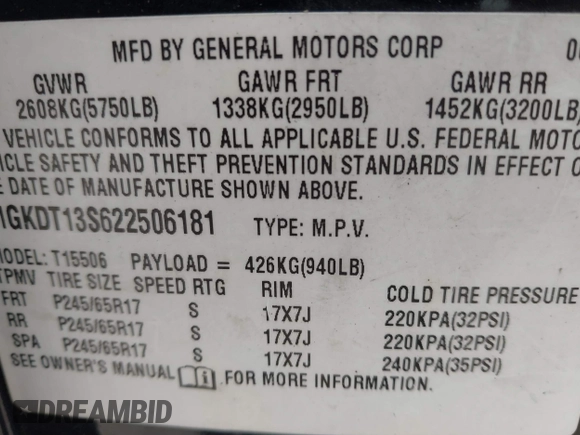 MFD BY GENERAL MOTORS CORP
GVWR GAWR FRT GAWR RR
2608KG(5750LB) 1338KG(2950LB) 1452KG(3200LB)
VEHICLE CONFORMS TO ALL APPLICABLE U.S. FEDERAL MOTO
ICLE SAFETY AND THEFT PREVENTION STANDARDS IN EFFECT O
E DATE OF MANUFACTURE SHOWN ABOVE.
1GKDT13S622506181 TYPE: M.P.V.
MODEL: T15506 PAYLOAD = 426KG(940LB)
TPMV TIRE SIZE SPEED RTG RIM COLD TIRE PRESSURE
FRT P245/65R17 S 17X7J 220KPA(32PSI)
RR P245/65R17 S 17X7J 220KPA(32PSI)
SPA P245/65R17 S 17X7J 240KPA(35PSI)
SEE OWNER'S MANUAL FOR MORE INFORMATION.
DREAMBID